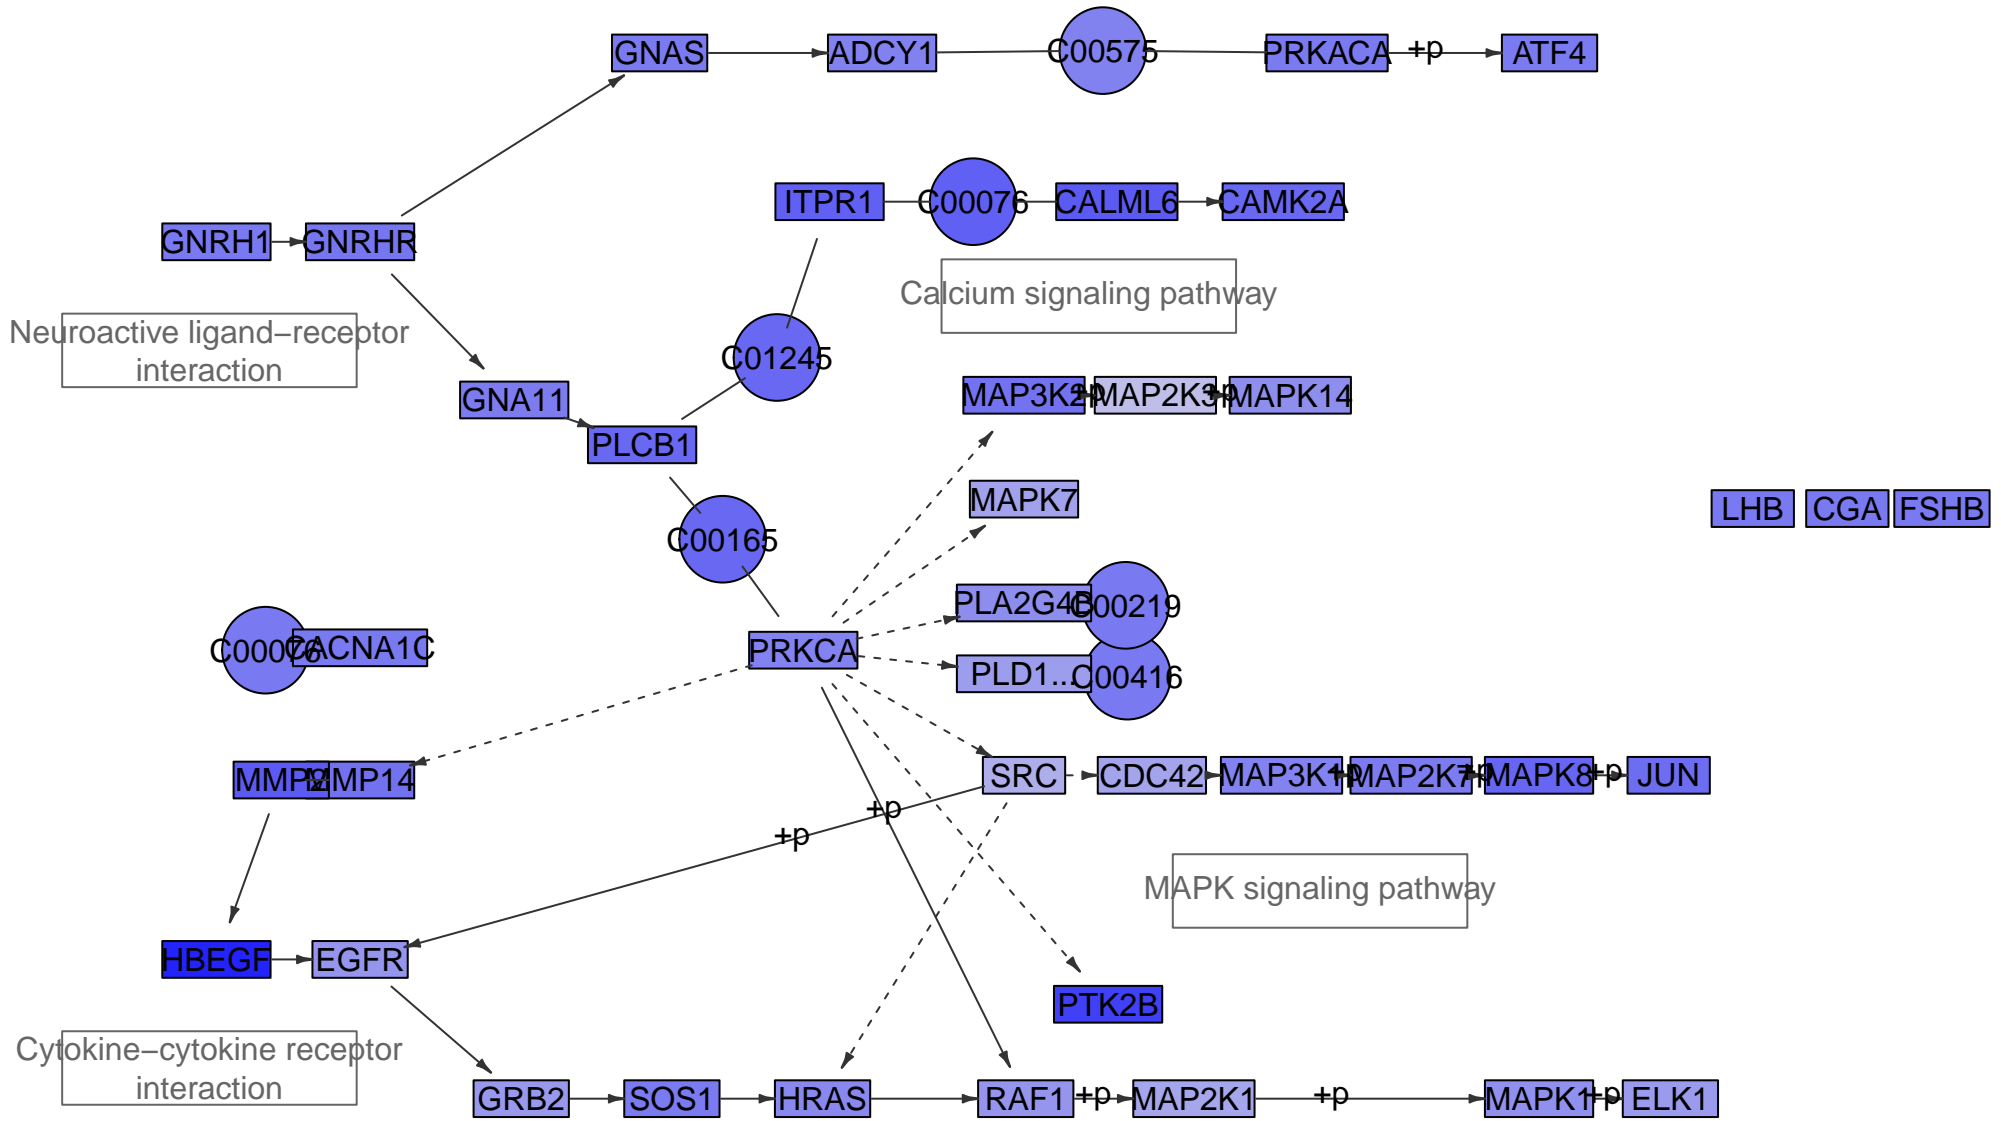 GNAS
ADCY1
C00575
PRKACA
+p
ATF4
ITPR1
C00076
CALML6
CAMK2A
GNRH1
GNRHR
Calcium signaling pathway
Neuroactive ligand–receptor
interaction
C01245
GNA11
PLCB1
MAP3K2
+p
MAP2K3
+p
MAPK14
MAPK7
LHB
CGA
FSHB
C00165
PLA2G4B
C00219
C00076
CACNA1C
PRKCA
PLD1...
C00416
MMP2
MMP14
SRC
CDC42
MAP3K1
+p
MAP2K7
+p
MAPK8
+p
JUN
+p
+p
MAPK signaling pathway
HBEGF
EGFR
PTK2B
Cytokine–cytokine receptor
interaction
GRB2
SOS1
HRAS
RAF1
+p
MAP2K1
+p
MAPK1
+p
ELK1